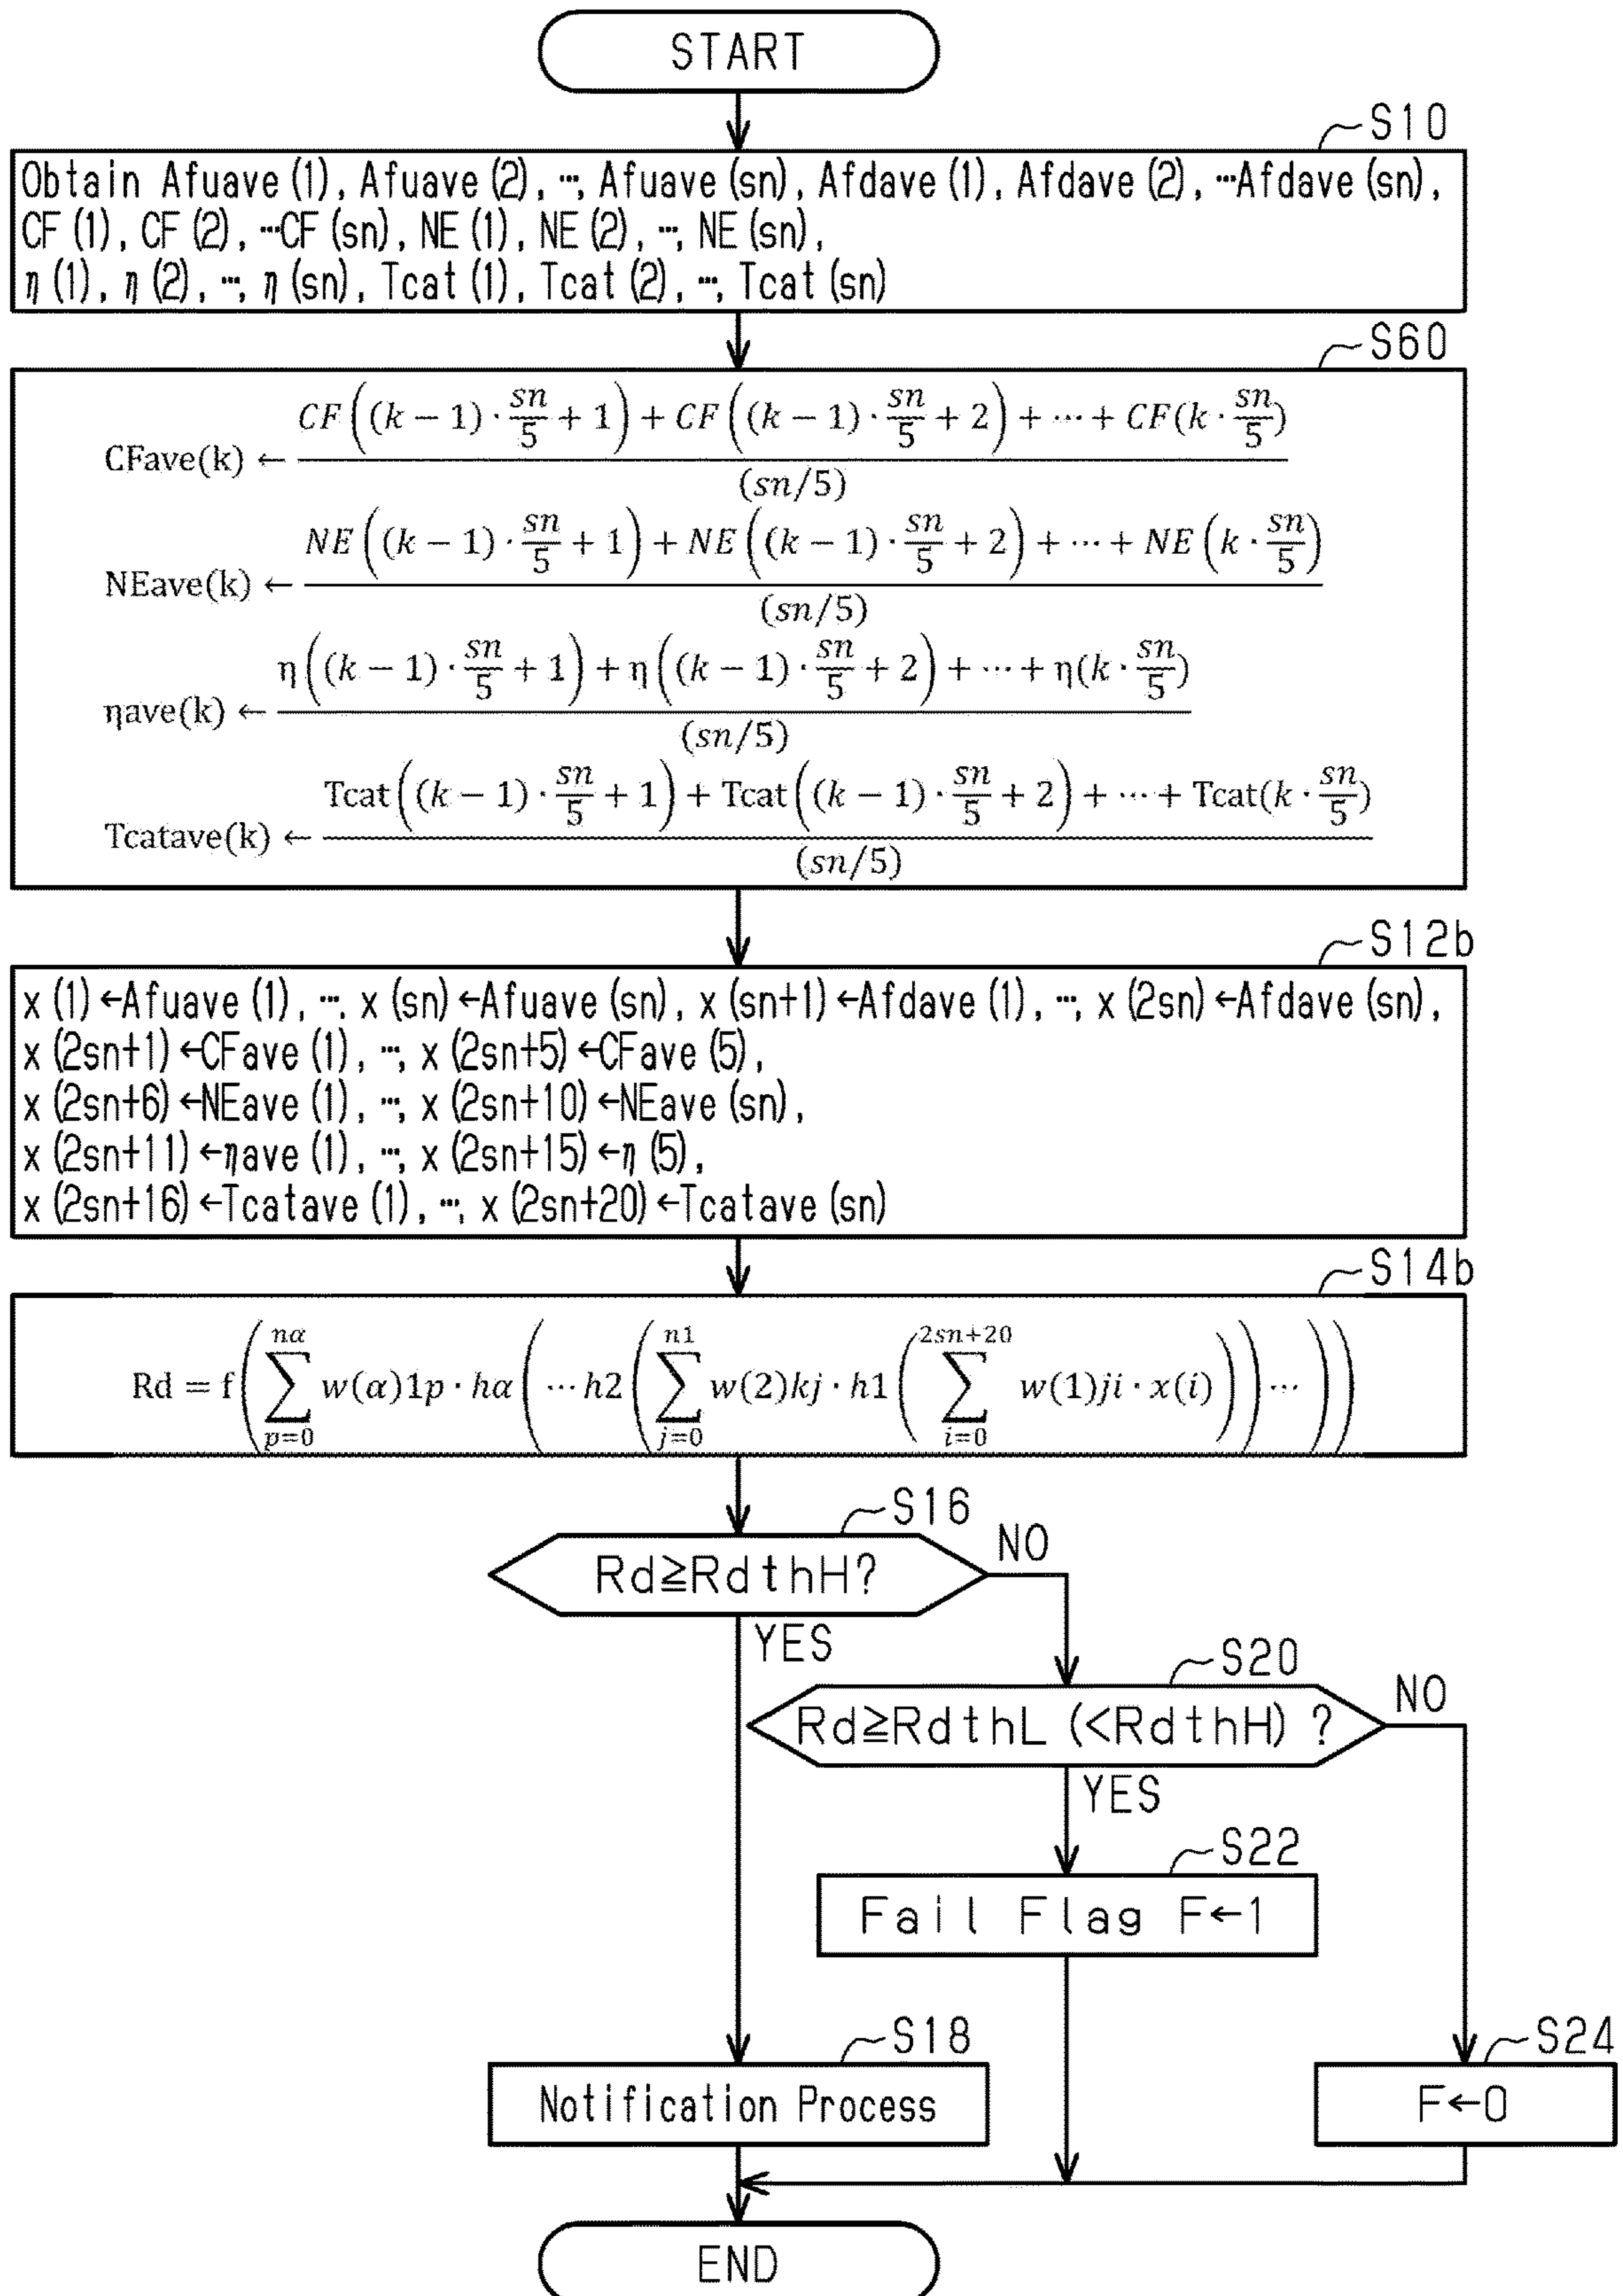 START
S10
Obtain Afuave (1), Afuave (2), …, Afuave (sn), Afdave (1), Afdave (2), …Afdave (sn),
CF (1), CF (2), …CF (sn), NE (1), NE (2), …, NE (sn),
η (1), η (2), …, η (sn), Tcat (1), Tcat (2), …, Tcat (sn)
S60
CFave(k) ← CF((k − 1) · sn/5 + 1) + CF((k − 1) · sn/5 + 2) + ⋯ + CF(k · sn/5) / (sn/5)
NEave(k) ← NE((k − 1) · sn/5 + 1) + NE((k − 1) · sn/5 + 2) + ⋯ + NE(k · sn/5) / (sn/5)
ηave(k) ← η((k − 1) · sn/5 + 1) + η((k − 1) · sn/5 + 2) + ⋯ + η(k · sn/5) / (sn/5)
Tcatave(k) ← Tcat((k − 1) · sn/5 + 1) + Tcat((k − 1) · sn/5 + 2) + ⋯ + Tcat(k · sn/5) / (sn/5)
S12b
x (1) ←Afuave (1), …, x (sn) ←Afuave (sn), x (sn+1) ←Afdave (1), …, x (2sn) ←Afdave (sn),
x (2sn+1) ←CFave (1), …, x (2sn+5) ←CFave (5),
x (2sn+6) ←NEave (1), …, x (2sn+10) ←NEave (sn),
x (2sn+11) ←ηave (1), …, x (2sn+15) ←η (5),
x (2sn+16) ←Tcatave (1), …, x (2sn+20) ←Tcatave (sn)
S14b
Rd = f(∑_{p=0}^{nα} w(α)1p · hα(⋯ h2(∑_{j=0}^{n1} w(2)kj · h1(∑_{i=0}^{2sn+20} w(1)ji · x(i))) ⋯ ))
S16
Rd≧RdthH?
NO
YES
S20
Rd≧RdthL (<RdthH) ?
NO
YES
S22
Fail Flag F←1
S18
Notification Process
S24
F←0
END